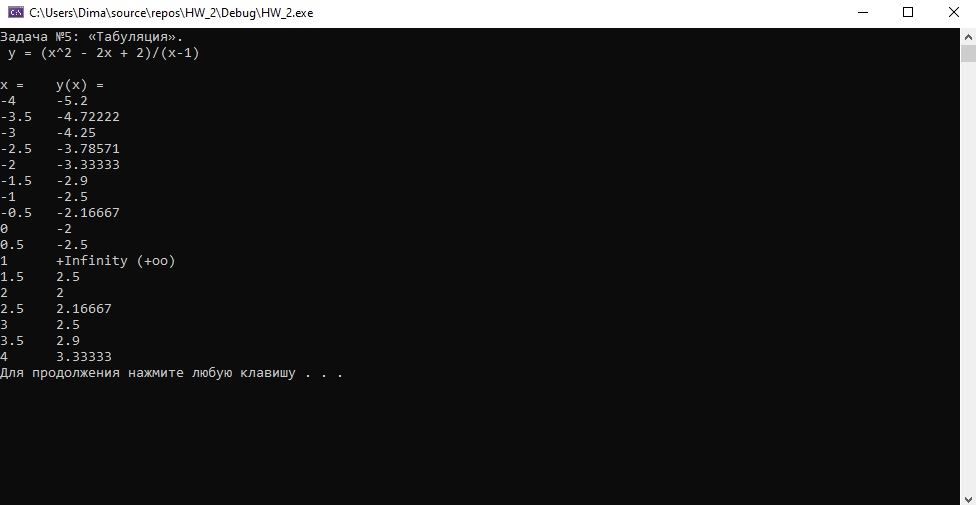 C:\Users\Dima\source\repos\HW_2\Debug\HW_2.exe
Задача №5: «Табуляция».
y = (x^2 - 2x + 2)/(x-1)
x = y(x) =
-4 -5.2
-3.5 -4.72222
-3 -4.25
-2.5 -3.78571
-2 -3.33333
-1.5 -2.9
-1 -2.5
-0.5 -2.16667
0 -2
0.5 -2.5
1 +Infinity (+oo)
1.5 2.5
2 2
2.5 2.16667
3 2.5
3.5 2.9
4 3.33333
Для продолжения нажмите любую клавишу . . .